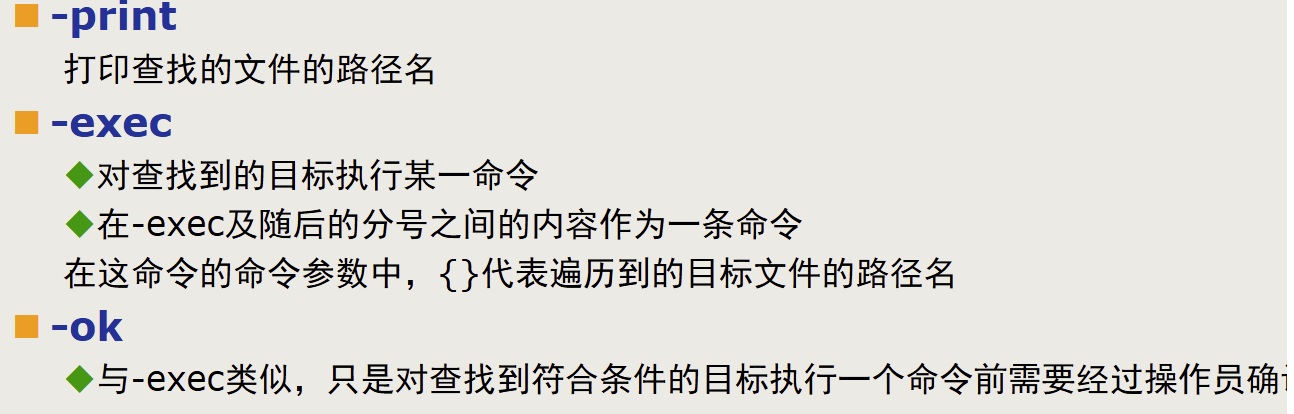 -print
打印查找的文件的路径名
-exec
对查找到的目标执行某一命令
在-exec及随后的分号之间的内容作为一条命令
在这命令的命令参数中，{}代表遍历到的目标文件的路径名
-ok
与-exec类似，只是对查找到符合条件的目标执行一个命令前需要经过操作员确